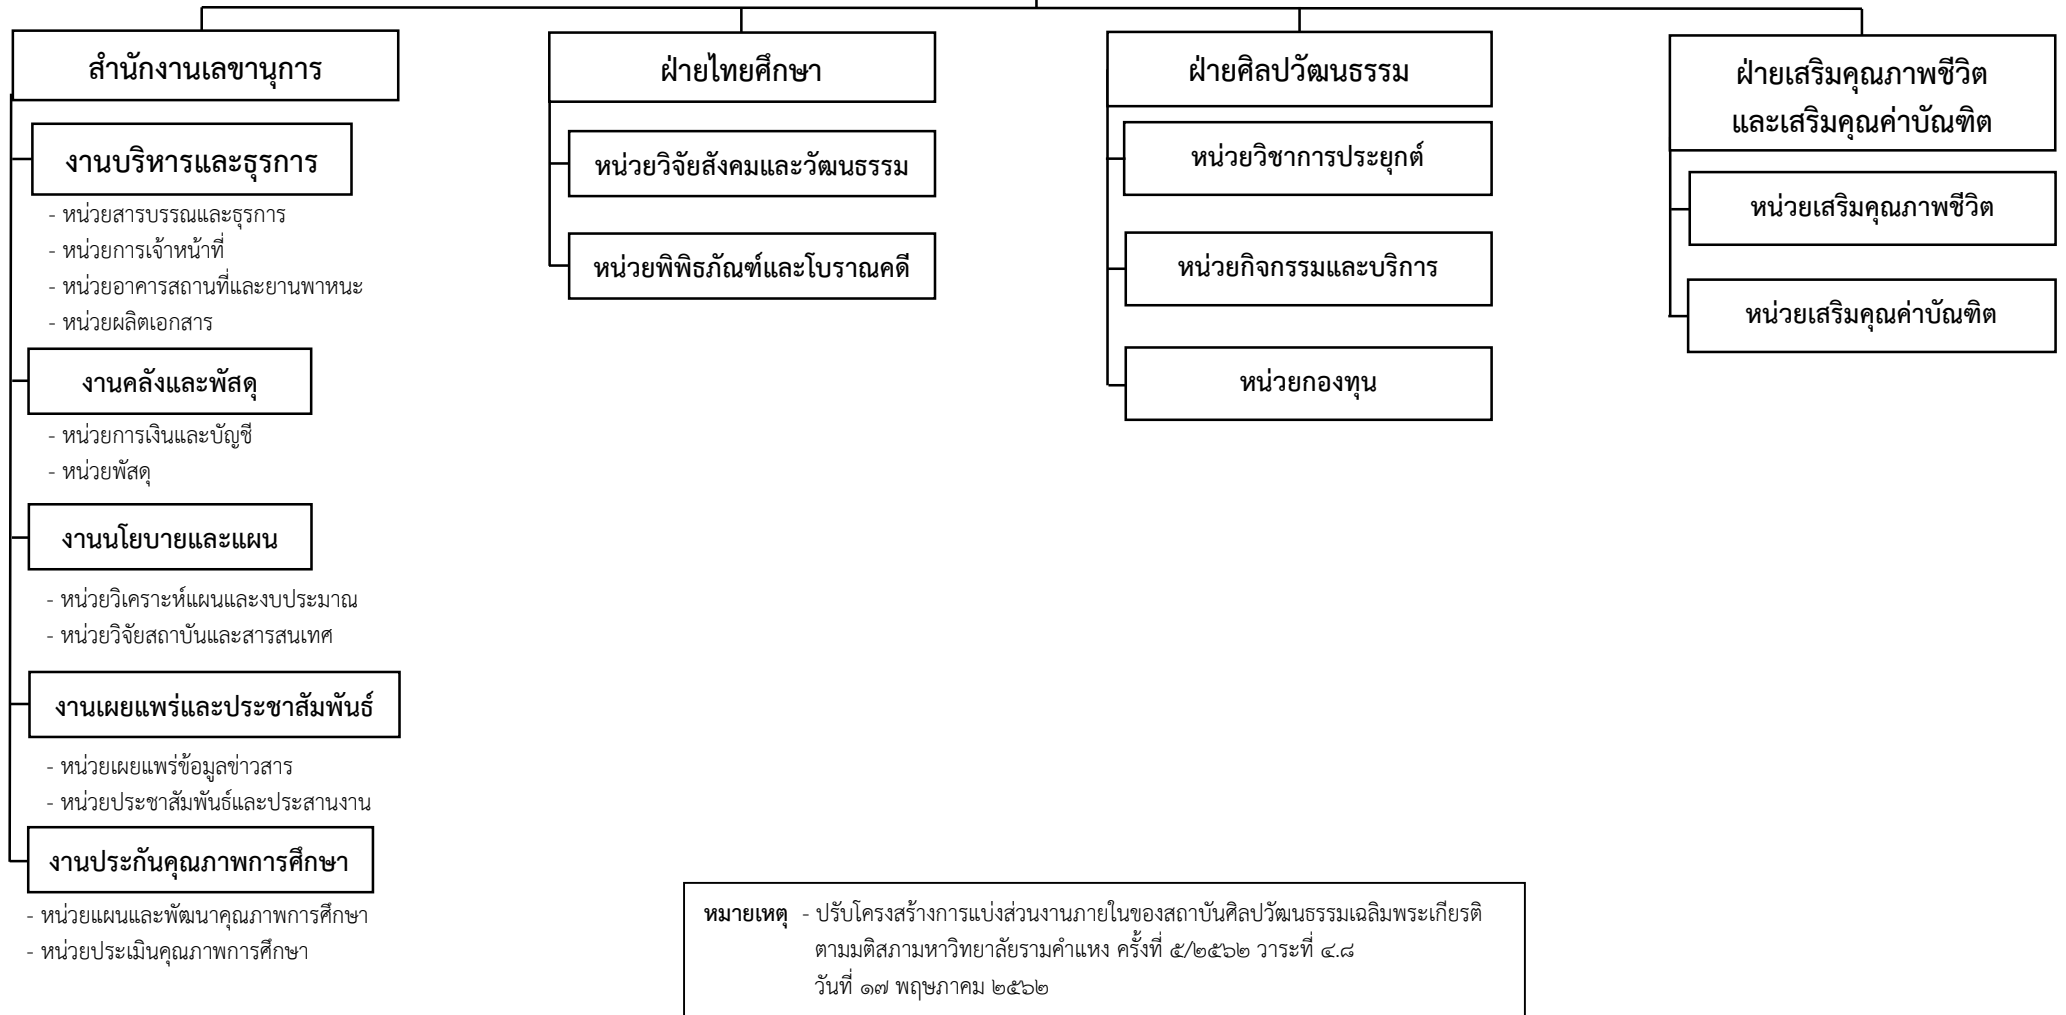 สำนักงานเลขานุการ
งานบริหารและธุรการ
- หน่วยสารบรรณและธุรการ
- หน่วยการเจ้าหน้าที่
- หน่วยอาคารสถานที่และยานพาหนะ
- หน่วยผลิตเอกสาร
งานคลังและพัสดุ
- หน่วยการเงินและบัญชี
- หน่วยพัสดุ
งานนโยบายและแผน
- หน่วยวิเคราะห์แผนและงบประมาณ
- หน่วยวิจัยสถาบันและสารสนเทศ
งานเผยแพร่และประชาสัมพันธ์
- หน่วยเผยแพร่ข้อมูลข่าวสาร
- หน่วยประชาสัมพันธ์และประสานงาน
งานประกันคุณภาพการศึกษา
- หน่วยแผนและพัฒนาคุณภาพการศึกษา
- หน่วยประเมินคุณภาพการศึกษา
ฝ่ายไทยศึกษา
หน่วยวิจัยสังคมและวัฒนธรรม
หน่วยพิพิธภัณฑ์และโบราณคดี
ฝ่ายศิลปวัฒนธรรม
หน่วยวิชาการประยุกต์
หน่วยกิจกรรมและบริการ
หน่วยกองทุน
ฝ่ายเสริมคุณภาพชีวิต
และเสริมคุณค่าบัณฑิต
หน่วยเสริมคุณภาพชีวิต
หน่วยเสริมคุณค่าบัณฑิต
หมายเหตุ - ปรับโครงสร้างการแบ่งส่วนงานภายในของสถาบันศิลปวัฒนธรรมเฉลิมพระเกียรติ
ตามมติสภามหาวิทยาลัยรามคำแหง ครั้งที่ ๕/๒๕๖๒ วาระที่ ๔.๘
วันที่ ๑๗ พฤษภาคม ๒๕๖๒